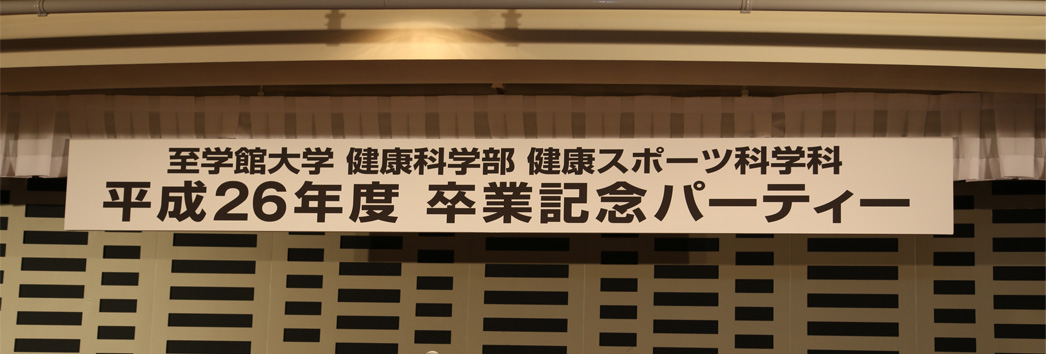 至学館大学 健康科学部 健康スポーツ科学科
平成26年度 卒業記念パーティー